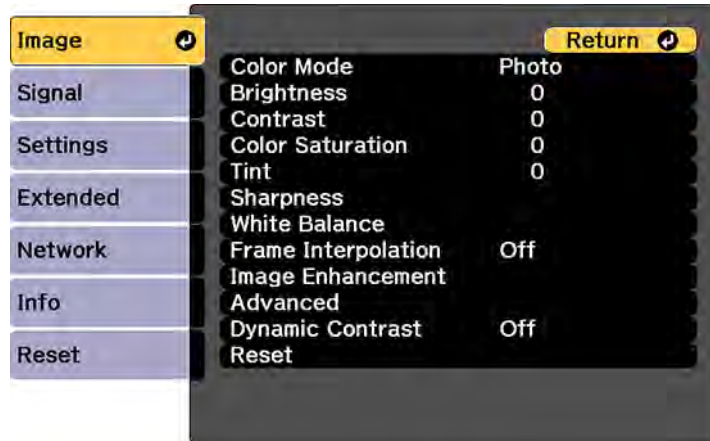 Image
Signal
Settings
Extended
Network
Info
Reset
Return
Color Mode Photo
Brightness 0
Contrast 0
Color Saturation 0
Tint 0
Sharpness
White Balance
Frame Interpolation Off
Image Enhancement
Advanced
Dynamic Contrast Off
Reset